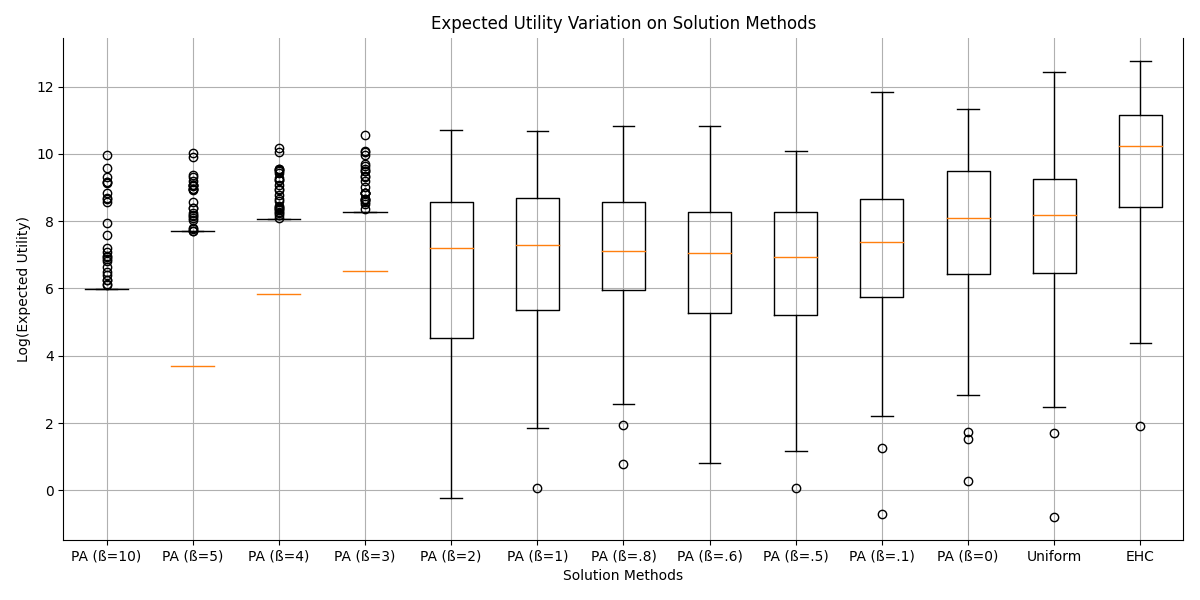 Expected Utility Variation on Solution Methods
Log(Expected Utility)
12
10
8
6
4
2
0
PA (ß=10) PA (ß=5) PA (ß=4) PA (ß=3) PA (ß=2) PA (ß=1) PA (ß=.8) PA (ß=.6) PA (ß=.5) PA (ß=.1) PA (ß=0) Uniform EHC
Solution Methods